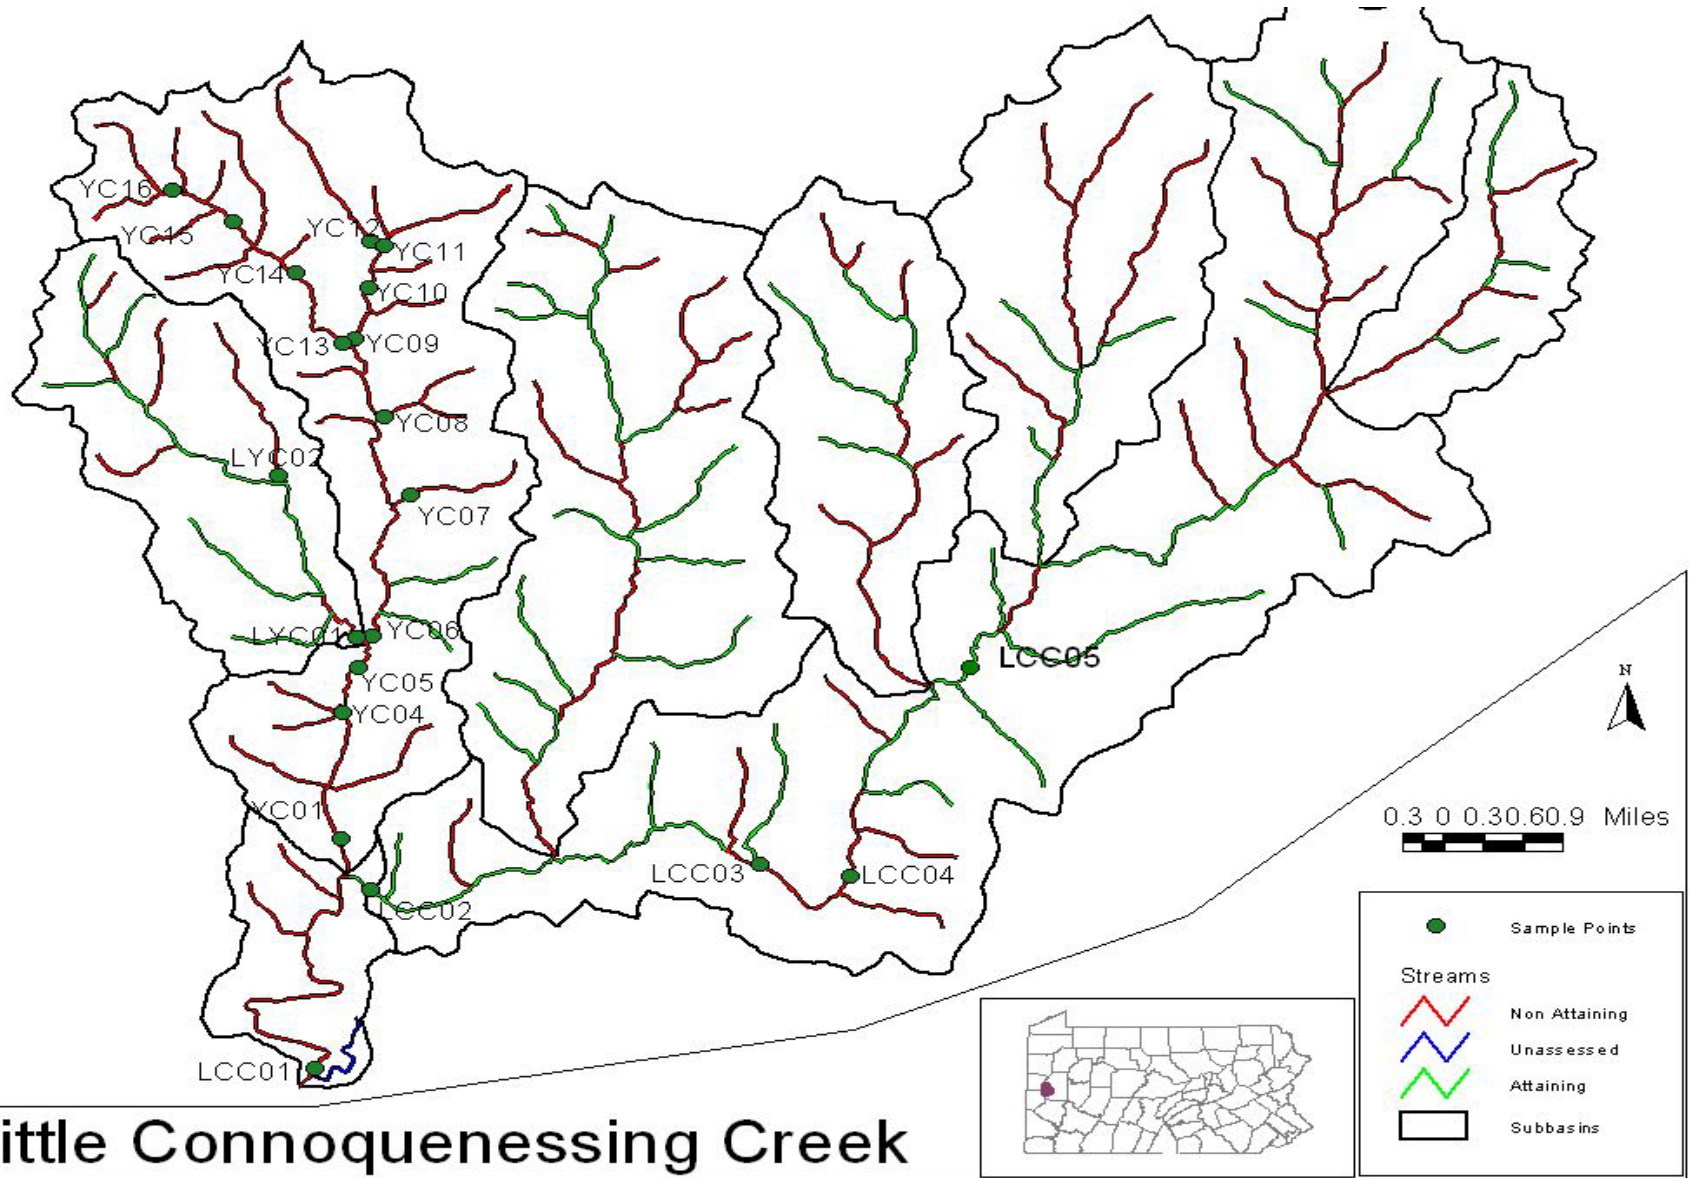 YC16
YC15
YC12
YC11
YC14
YC10
YC13
YC09
YC08
LYC02
YC07
LYC01
YC06
YC05
LCC05
YC04
N
YC01
0.3 0 0.30.60.9 Miles
LCC03
LCC04
LCC02
Sample Points
Streams
Non Attaining
Unassessed
Attaining
Subbasins
LCC01
ittle Connoquenessing Creek